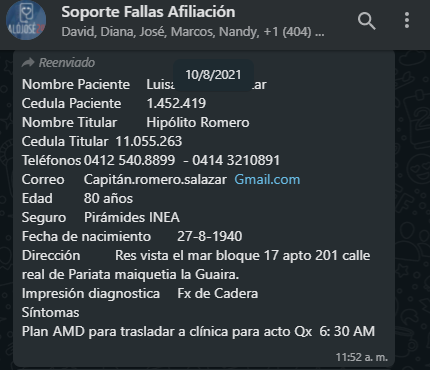 Soporte Fallas Afiliación
David, Diana, José, Marcos, Nandy, +1 (404) ...
10/8/2021
Reenviado
Nombre Paciente
Cedula Paciente 1.452.419
Nombre Titular Hipólito Romero
Cedula Titular 11.055.263
Teléfonos 0412 540.8899 - 0414 3210891
Correo Capitán.romero.salazar Gmail.com
Edad 80 años
Seguro Pirámides INEA
Fecha de nacimiento 27-8-1940
Dirección Res vista el mar bloque 17 apto 201 calle
real de Pariata maiquetia la Guaira.
Impresión diagnostica Fx de Cadera
Síntomas
Plan AMD para trasladar a clínica para acto Qx 6: 30 AM
11:52 a. m.